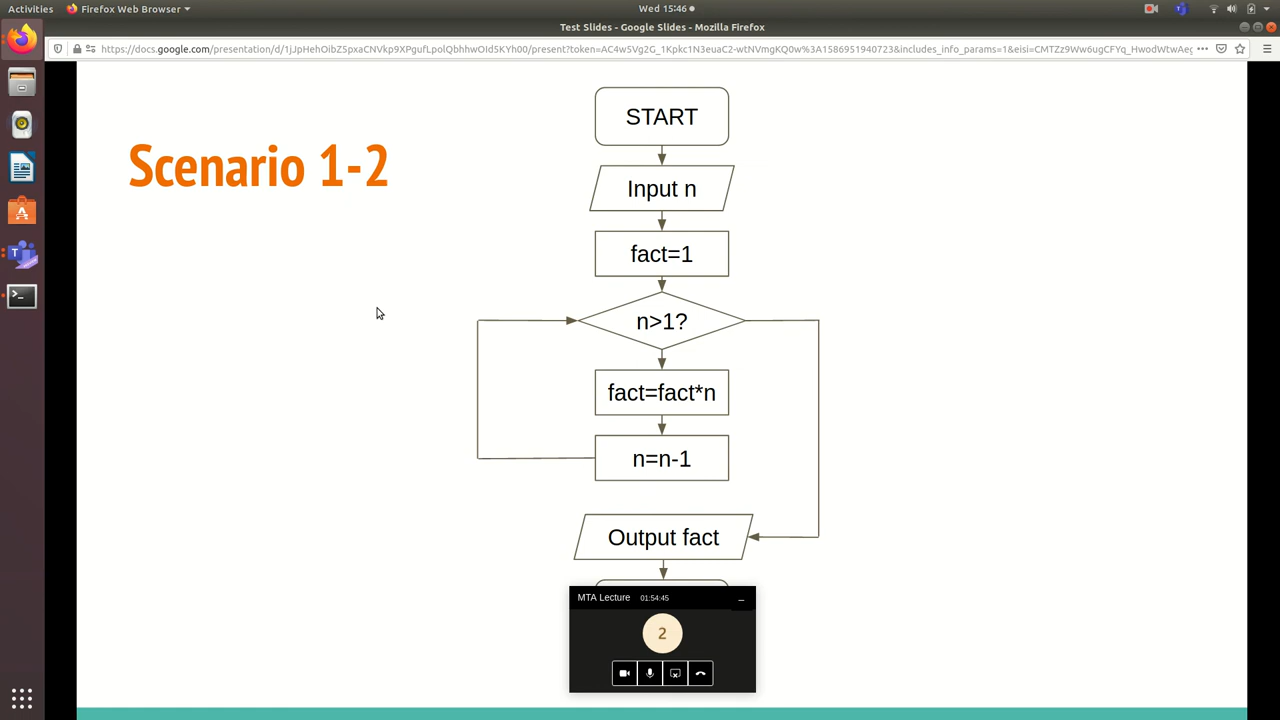 Activities
Firefox Web Browser
Wed 15:46
Test Slides - Google Slides - Mozilla Firefox
Scenario 1-2
START
Input n
fact=1
n>1?
fact=fact*n
n=n-1
Output fact
MTA Lecture 01:54:45
2